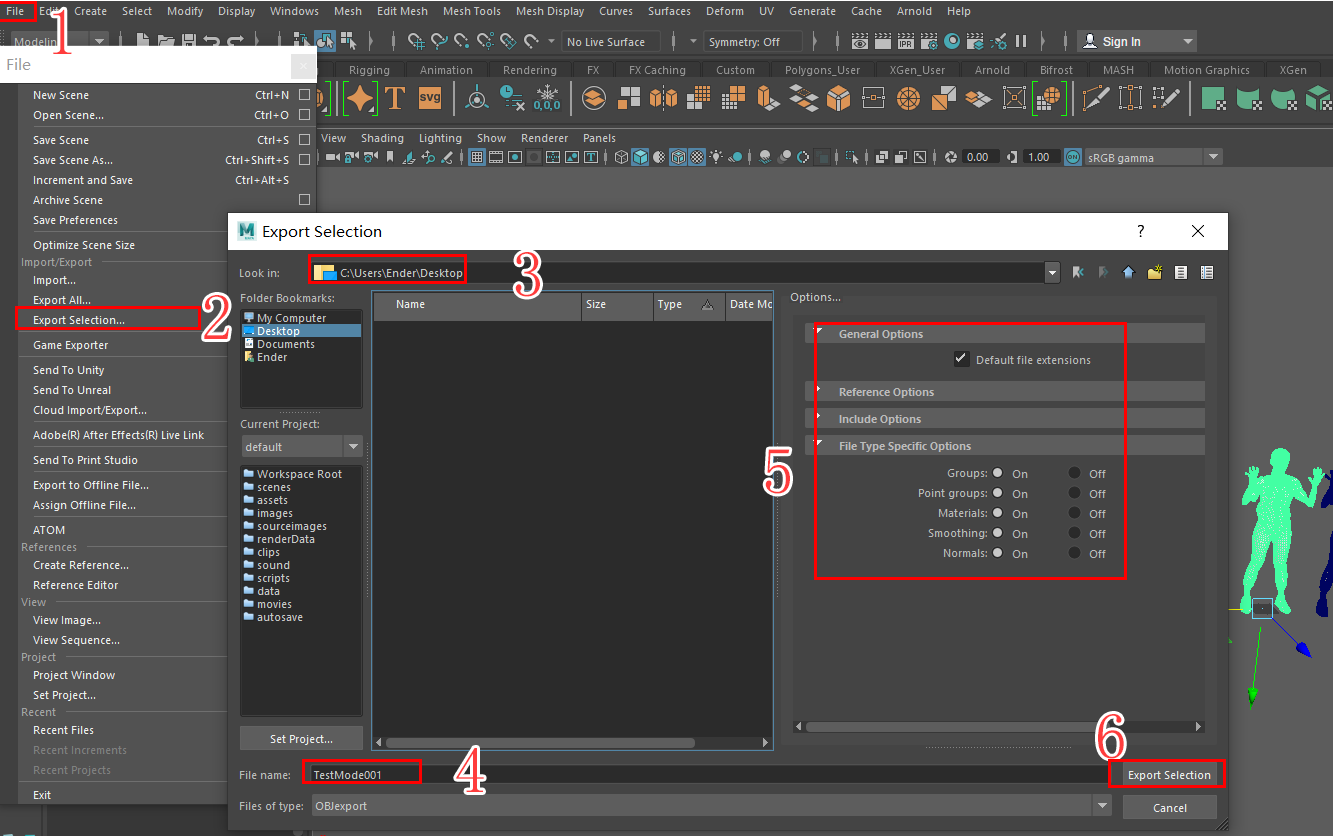 File Edit Create Select Modify Display Windows Mesh Edit Mesh Mesh Tools Mesh Display Curves Surfaces Deform UV Generate Cache Arnold Help
1
No Live Surface Symmetry: Off Sign In
File
Rigging Animation Rendering FX FX Caching Custom Polygons_User XGen_User Arnold Bifrost MASH Motion Graphics XGen
T SVG 0,0,0
View Shading Lighting Show Renderer Panels
0.00 1.00 ON sRGB gamma
New Scene Ctrl+N
Open Scene... Ctrl+O
Save Scene Ctrl+S
Save Scene As... Ctrl+Shift+S
Increment and Save Ctrl+Alt+S
Archive Scene
Save Preferences
Optimize Scene Size
Import/Export
Import...
Export All...
Export Selection...
2
Game Exporter
Send To Unity
Send To Unreal
Cloud Import/Export...
Adobe(R) After Effects(R) Live Link
Send To Print Studio
Export to Offline File...
Assign Offline File...
ATOM
References
Create Reference...
Reference Editor
View
View Image...
View Sequence...
Project
Project Window
Set Project...
Recent
Recent Files
Recent Increments
Recent Projects
Exit
M Export Selection ?
Look in: C:\Users\Ender\Desktop
3
Folder Bookmarks:
My Computer
Desktop
Documents
Ender
Current Project:
default
Workspace Root
scenes
assets
images
sourceimages
renderData
clips
sound
scripts
data
movies
autosave
Set Project...
Name Size Type Date Mo
Options...
General Options
Default file extensions
Reference Options
Include Options
File Type Specific Options
5
Groups: On Off
Point groups: On Off
Materials: On Off
Smoothing: On Off
Normals: On Off
File name: TestMode001
4
6
Export Selection
Files of type: OBJexport
Cancel